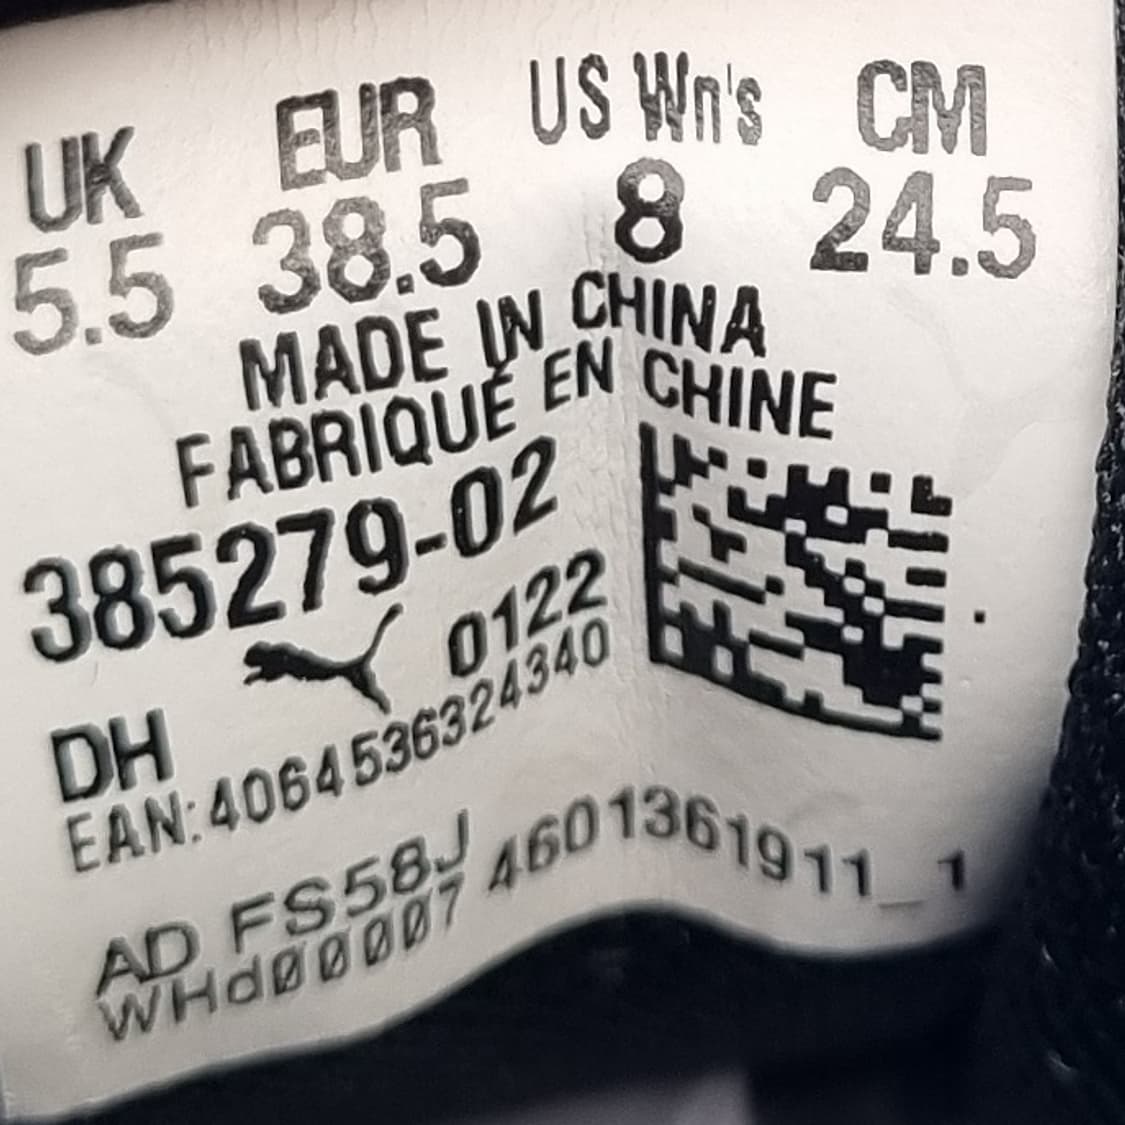 UK EUR US Wn's CM
5.5 38.5 8 24.5
MADE IN CHINA
FABRIQUÉ EN CHINE
385279-02
0122
DH
EAN:4064536324340
AD FS58J 4601361911_1
WHd00007